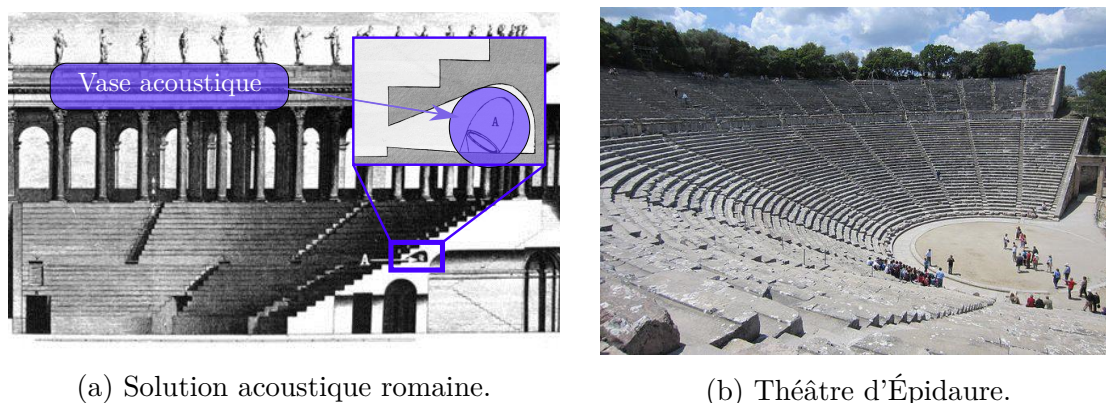 Vase acoustique
A
A
(a) Solution acoustique romaine.
(b) Théâtre d'Épidaure.